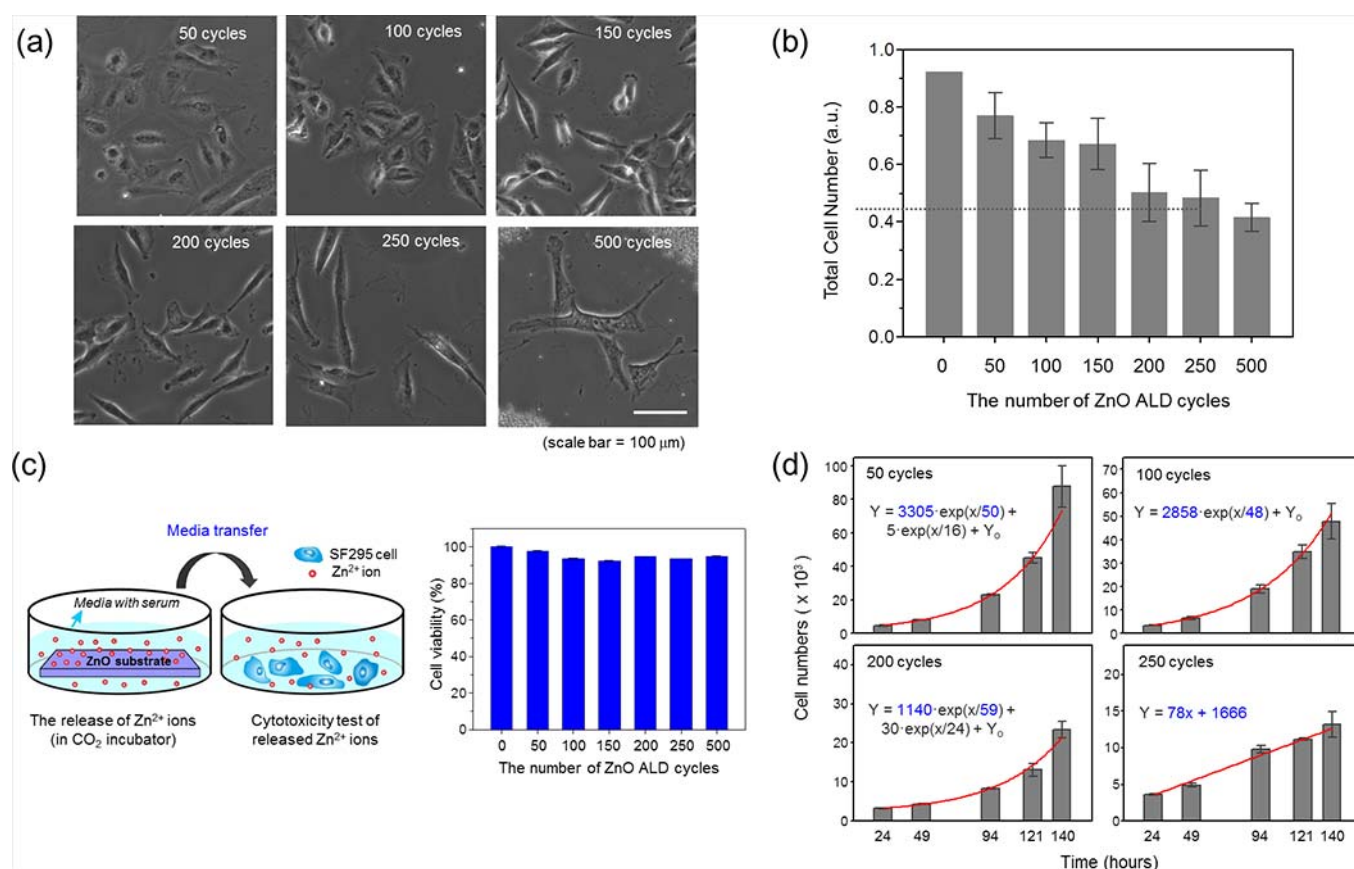 (a)
50 cycles
100 cycles
150 cycles
200 cycles
250 cycles
500 cycles
(scale bar = 100 μm)
(b)
Total Cell Number (a.u.)
1.0
0.8
0.6
0.4
0.2
0.0
0 50 100 150 200 250 500
The number of ZnO ALD cycles
(c)
Media transfer
SF295 cell
Zn²⁺ ion
Media with serum
ZnO substrate
The release of Zn²⁺ ions
(in CO₂ incubator)
Cytotoxicity test of
released Zn²⁺ ions
Cell viability (%)
100
75
50
25
0
0 50 100 150 200 250 500
The number of ZnO ALD cycles
(d)
Cell numbers ( x 10³)
100
80
60
40
20
0
50 cycles
Y = 3305·exp(x/50) +
5·exp(x/16) + Y₀
70
60
50
40
30
20
10
0
100 cycles
Y = 2858·exp(x/48) + Y₀
40
30
20
10
0
200 cycles
Y = 1140·exp(x/59) +
30·exp(x/24) + Y₀
24 49 94 121 140
20
15
10
5
0
250 cycles
Y = 78x + 1666
24 49 94 121 140
Time (hours)